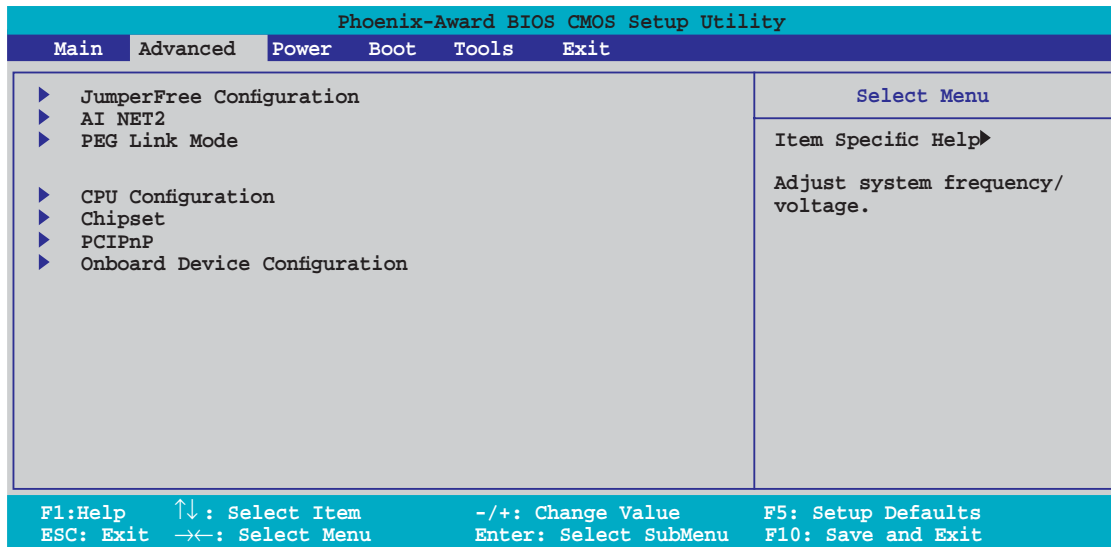 Phoenix-Award BIOS CMOS Setup Utility
Main Advanced Power Boot Tools Exit
JumperFree Configuration
AI NET2
PEG Link Mode
CPU Configuration
Chipset
PCIPnP
Onboard Device Configuration
Select Menu
Item Specific Help
Adjust system frequency/
voltage.
F1:Help ↑↓: Select Item -/+: Change Value F5: Setup Defaults
ESC: Exit →←: Select Menu Enter: Select SubMenu F10: Save and Exit